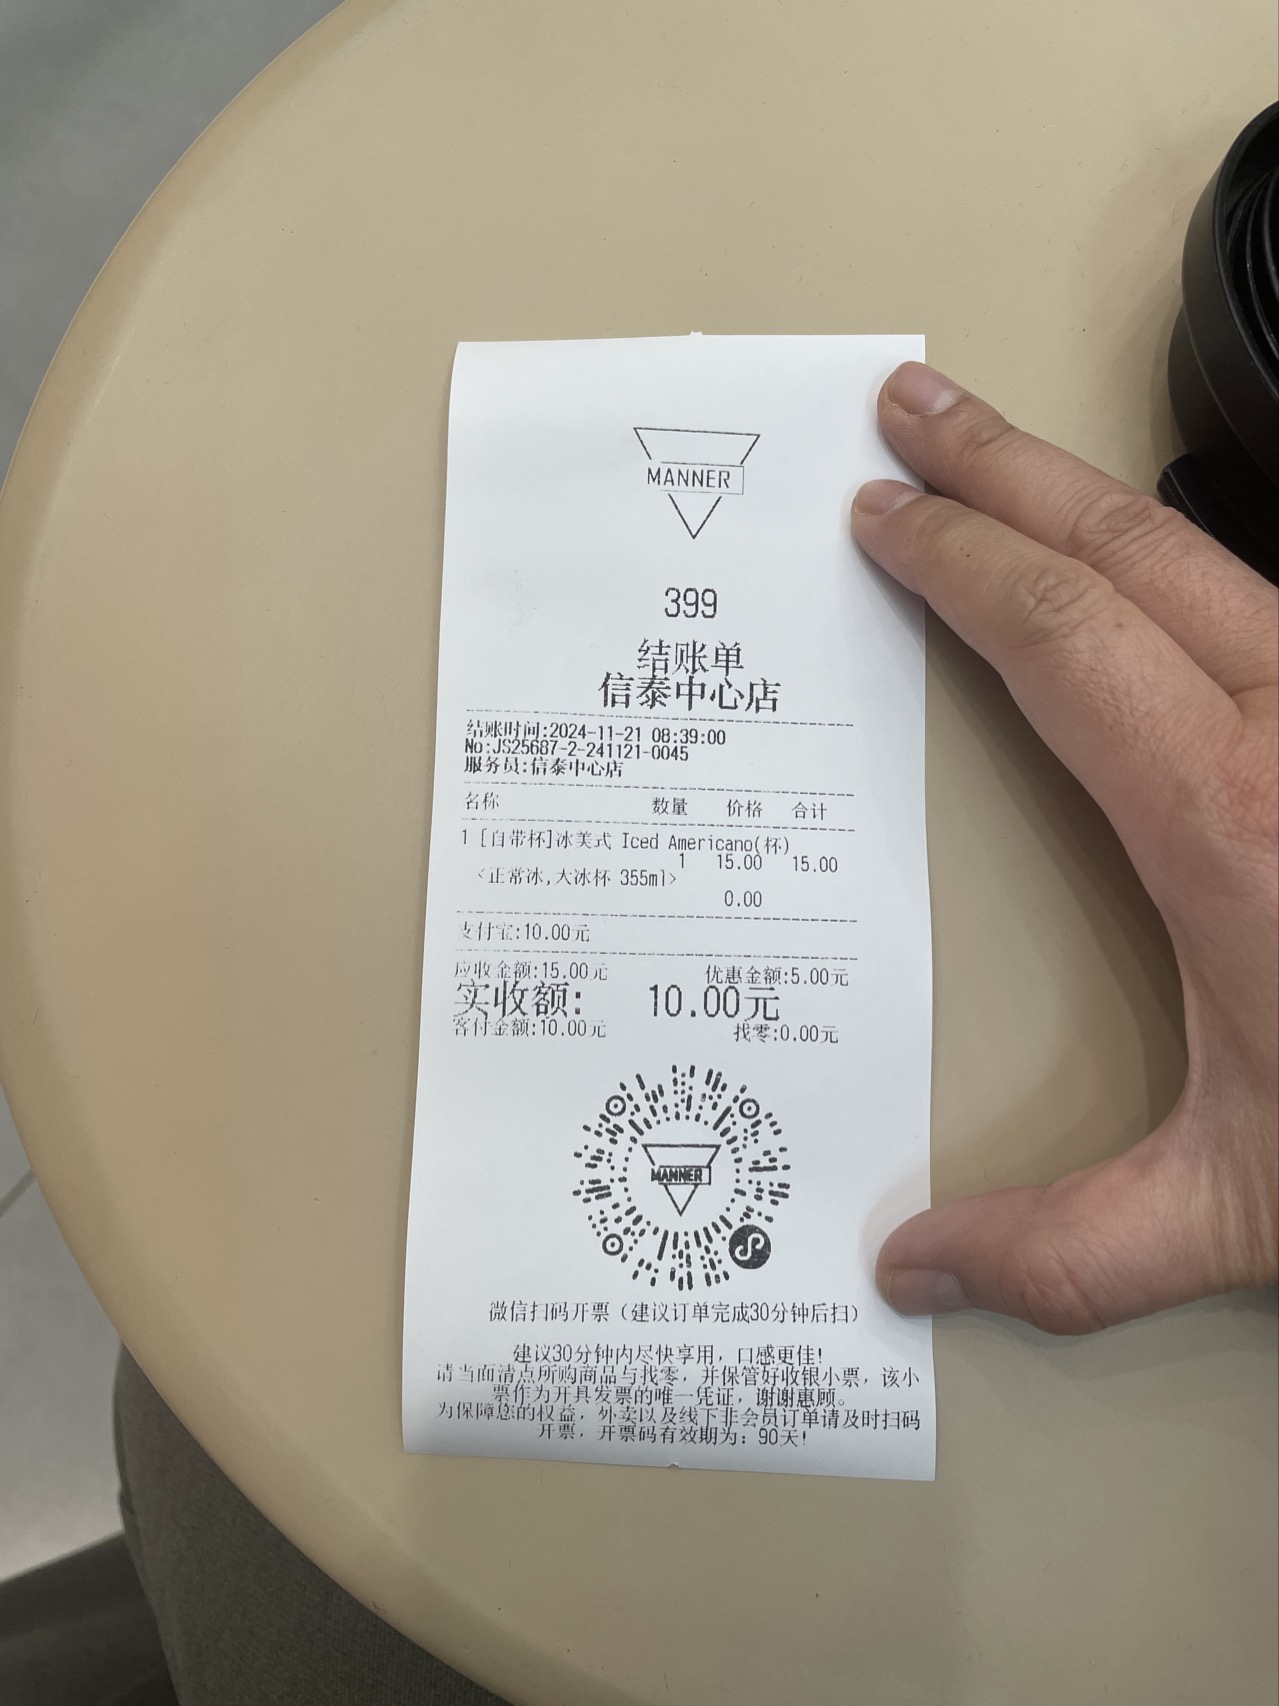 MANNER
399
结账单
信泰中心店
结账时间:2024-11-21 08:39:00
No:JS25687-2-241121-0045
服务员:信泰中心店
名称 数量 价格 合计
1 [自带杯]冰美式 Iced Americano(杯)
1 15.00 15.00
<正常冰,大冰杯 355ml>
0.00
支付宝:10.00元
应收金额:15.00元 优惠金额:5.00元
实收额: 10.00元
客付金额:10.00元 找零:0.00元
MANNER
微信扫码开票（建议订单完成30分钟后扫）
建议30分钟内尽快享用，口感更佳!
请当面清点所购商品与找零，并保管好收银小票，该小
票作为开具发票的唯一凭证，谢谢惠顾。
为保障您的权益，外卖以及线下非会员订单请及时扫码
开票，开票码有效期为：90天!